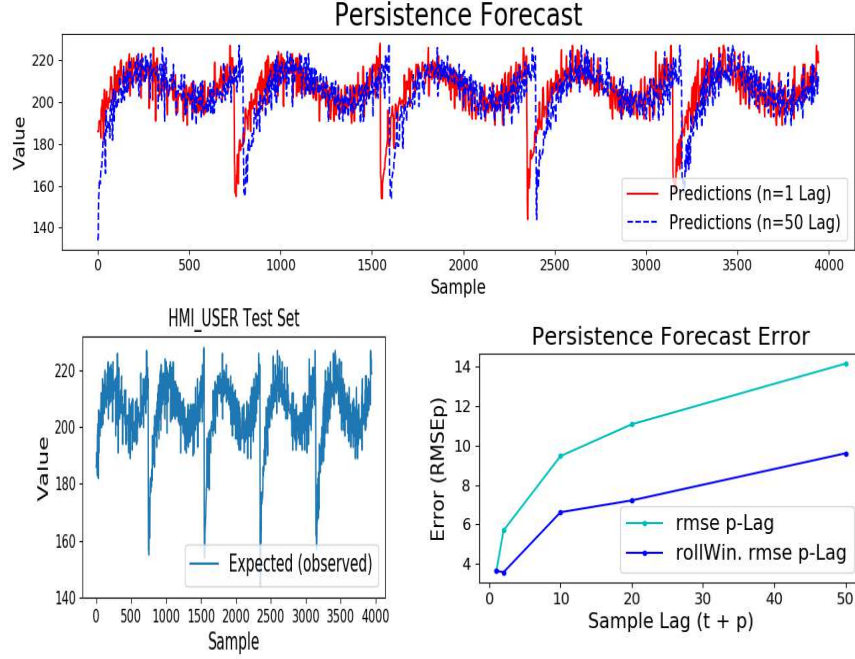 Persistence Forecast
Value
220
200
180
160
140
Predictions (n=1 Lag)
Predictions (n=50 Lag)
0
500
1000
1500
2000
2500
3000
3500
4000
Sample
HMI_USER Test Set
Value
220
200
180
160
140
Expected (observed)
0
500
1000
1500
2000
2500
3000
3500
4000
Sample
Persistence Forecast Error
Error (RMSEp)
14
12
10
8
6
4
rmse p-Lag
rollWin. rmse p-Lag
0
10
20
30
40
50
Sample Lag (t + p)